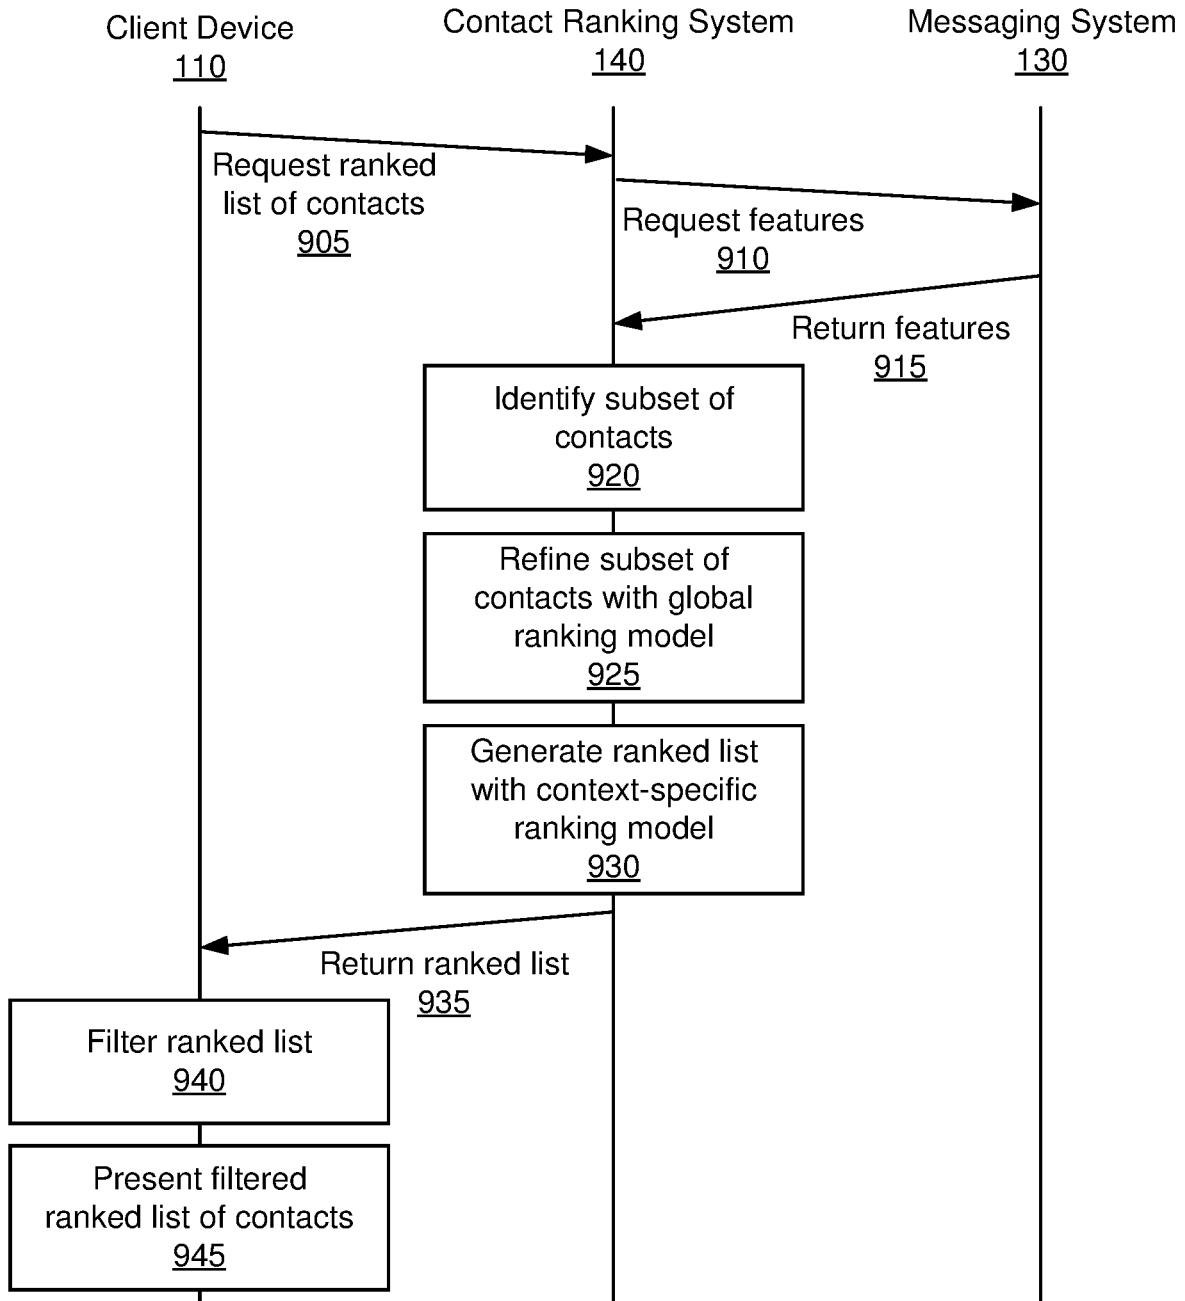 Client Device
110
Contact Ranking System
140
Messaging System
130
Request ranked
list of contacts
905
Request features
910
Return features
915
Identify subset of
contacts
920
Refine subset of
contacts with global
ranking model
925
Generate ranked list
with context-specific
ranking model
930
Return ranked list
935
Filter ranked list
940
Present filtered
ranked list of contacts
945